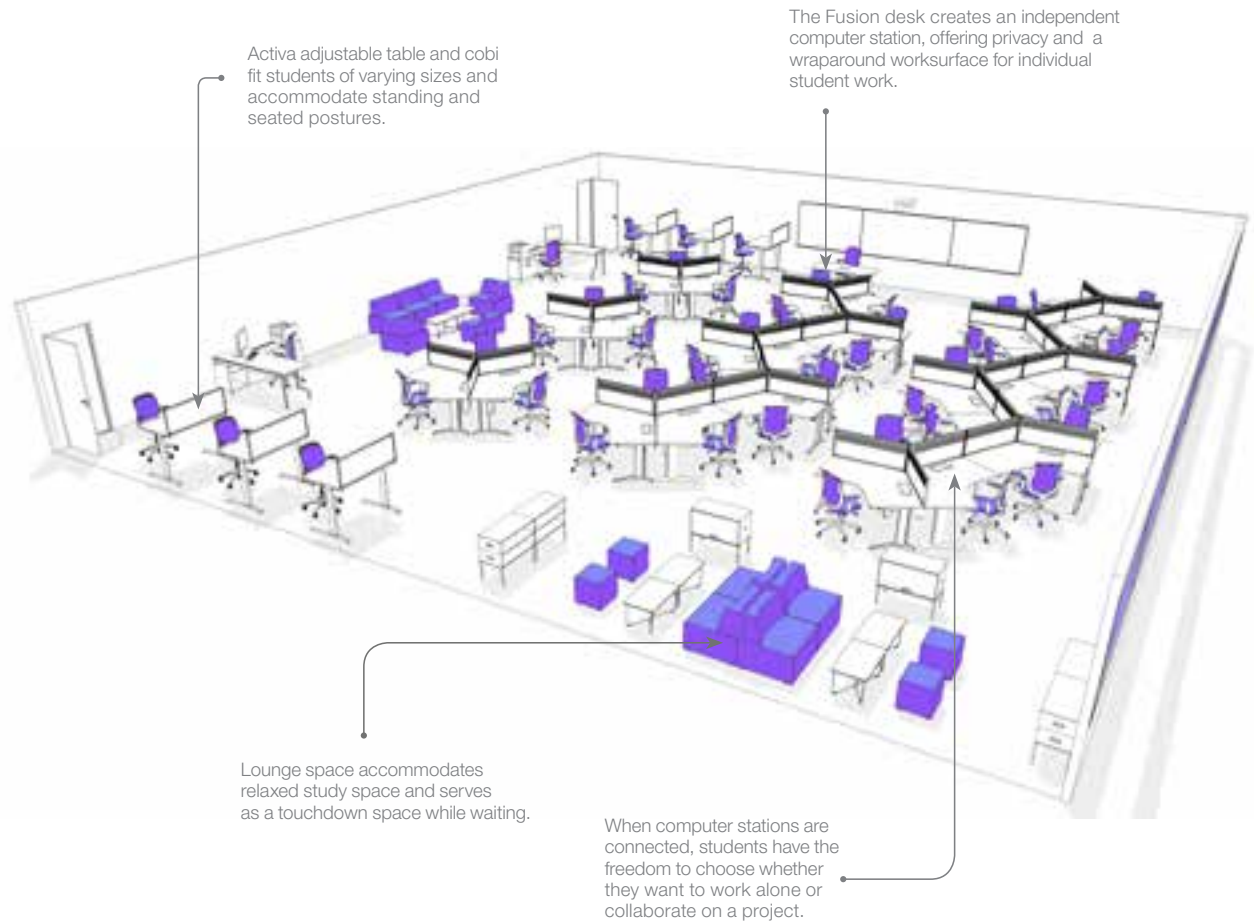 The Fusion desk creates an independent
computer station, offering privacy and a
wraparound worksurface for individual
student work.
Activa adjustable table and cobi
fit students of varying sizes and
accommodate standing and
seated postures.
Lounge space accommodates
relaxed study space and serves
as a touchdown space while waiting.
When computer stations are
connected, students have the
freedom to choose whether
they want to work alone or
collaborate on a project.